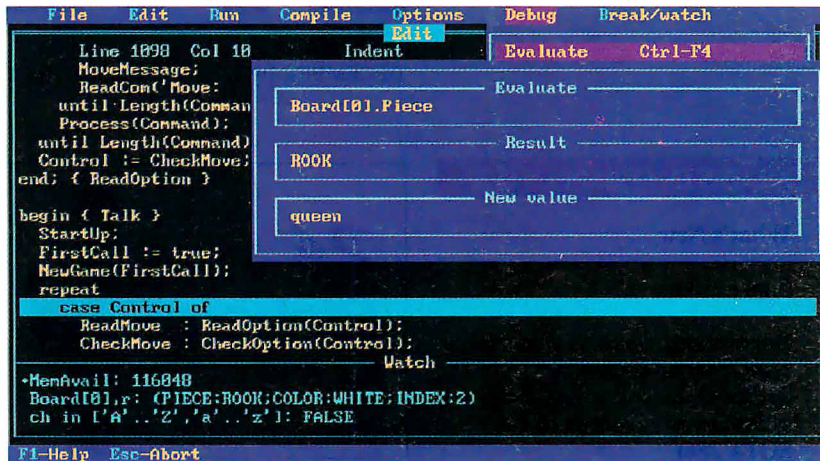 File Edit Run Compile Options Debug Break/watch
Edit
Line 1098 Col 10 Indent
Evaluate Ctrl-F4
MoveMessage;
ReadCom('Move:
until Length(Comman
Process(Command);
until Length(Command)
Control := CheckMove;
end; { ReadOption }
Evaluate
Board[0].Piece
Result
ROOK
New value
queen
begin { Talk }
StartUp;
FirstCall := true;
NewGame(FirstCall);
repeat
case Control of
ReadMove : ReadOption(Control);
CheckMove : CheckOption(Control);
Watch
•MemAvail: 116048
Board[0],r: (PIECE:ROOK;COLOR:WHITE;INDEX:2)
ch in ['A'..'Z','a'..'z']: FALSE
F1-Help Esc-Abort